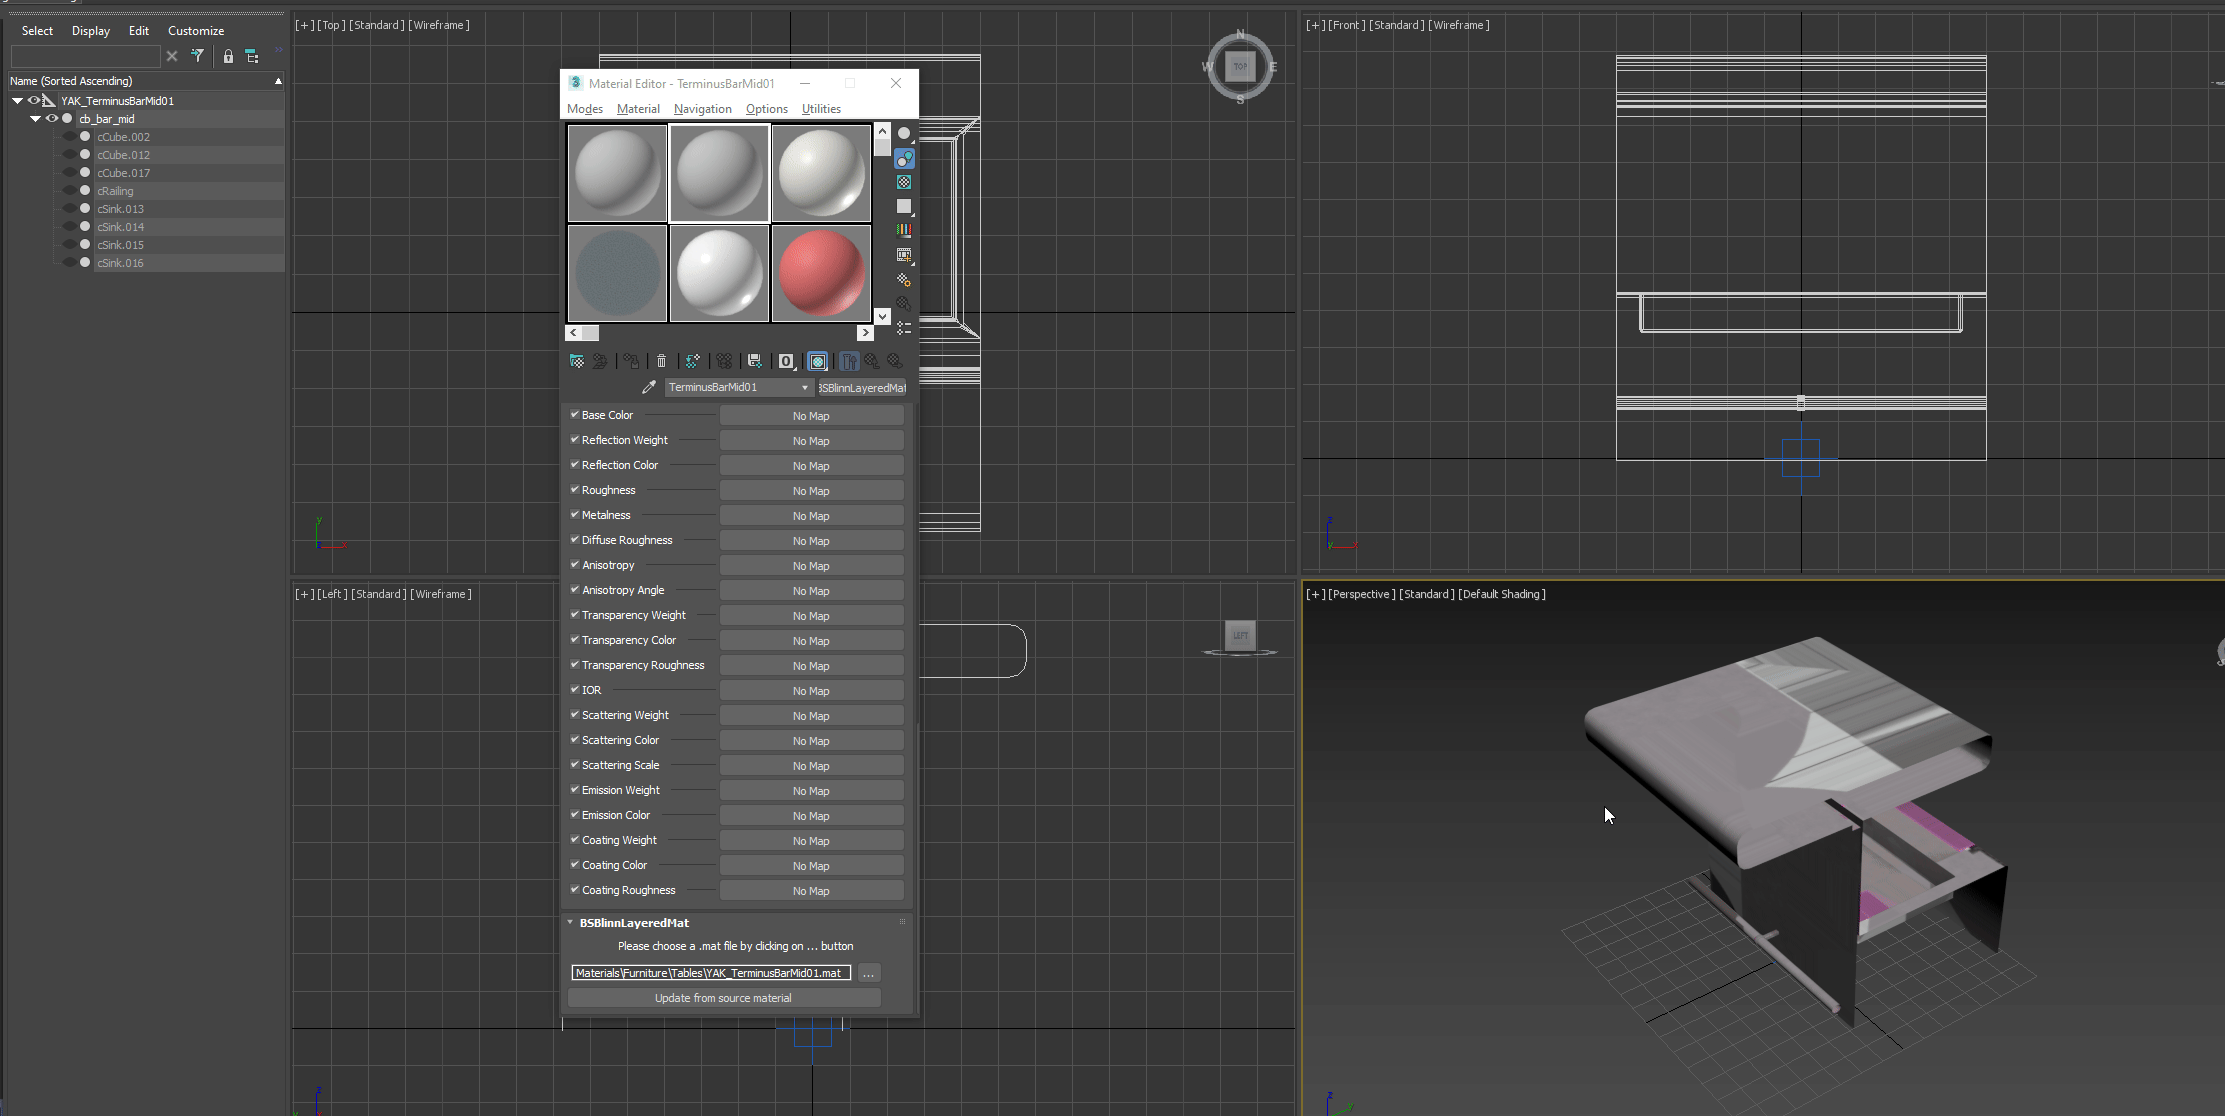 Select Display Edit Customize
Name (Sorted Ascending)
YAK_TerminusBarMid01
cb_bar_mid
cCube.002
cCube.012
cCube.017
cRailing
cSink.013
cSink.014
cSink.015
cSink.016
[+] [Top] [Standard] [Wireframe]
N
W TOP E
S
[+] [Front] [Standard] [Wireframe]
y
x
z
y x
Material Editor - TerminusBarMid01
Modes Material Navigation Options Utilities
0
TerminusBarMid01 BSBlinnLayeredMat
Base Color No Map
Reflection Weight No Map
Reflection Color No Map
Roughness No Map
Metalness No Map
Diffuse Roughness No Map
Anisotropy No Map
Anisotropy Angle No Map
Transparency Weight No Map
Transparency Color No Map
Transparency Roughness No Map
IOR No Map
Scattering Weight No Map
Scattering Color No Map
Scattering Scale No Map
Emission Weight No Map
Emission Color No Map
Coating Weight No Map
Coating Color No Map
Coating Roughness No Map
BSBlinnLayeredMat
Please choose a .mat file by clicking on ... button
Materials\Furniture\Tables\YAK_TerminusBarMid01.mat ...
Update from source material
[+] [Left] [Standard] [Wireframe]
LEFT
z
y
[+] [Perspective] [Standard] [Default Shading]
z
y